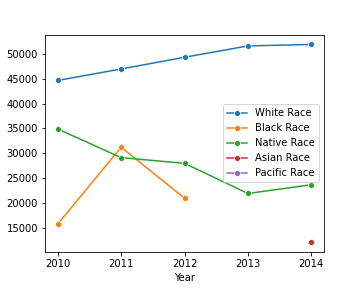 50000
45000
40000
35000
30000
25000
20000
15000
White Race
Black Race
Native Race
Asian Race
Pacific Race
2010 2011 2012 2013 2014
Year